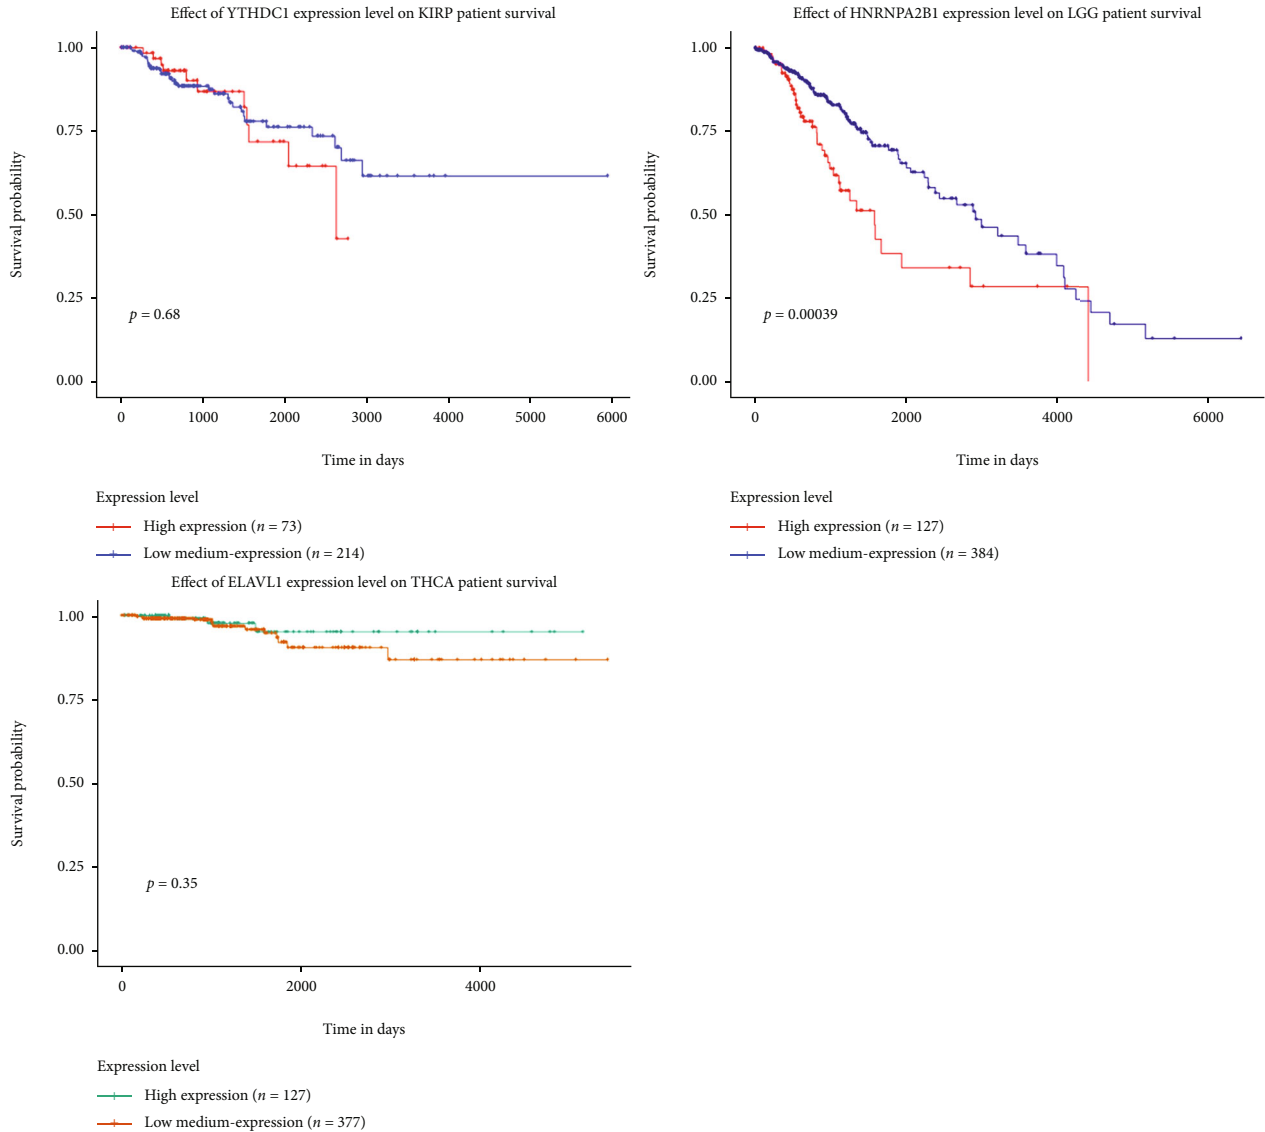 Effect of YTHDC1 expression level on KIRP patient survival
Survival probability
1.00
0.75
0.50
0.25
0.00
p = 0.68
0 1000 2000 3000 4000 5000 6000
Time in days
Expression level
High expression (n = 73)
Low medium-expression (n = 214)
Effect of HNRNPA2B1 expression level on LGG patient survival
Survival probability
1.00
0.75
0.50
0.25
0.00
p = 0.00039
0 2000 4000 6000
Time in days
Expression level
High expression (n = 127)
Low medium-expression (n = 384)
Effect of ELAVL1 expression level on THCA patient survival
Survival probability
1.00
0.75
0.50
0.25
0.00
p = 0.35
0 2000 4000
Time in days
Expression level
High expression (n = 127)
Low medium-expression (n = 377)